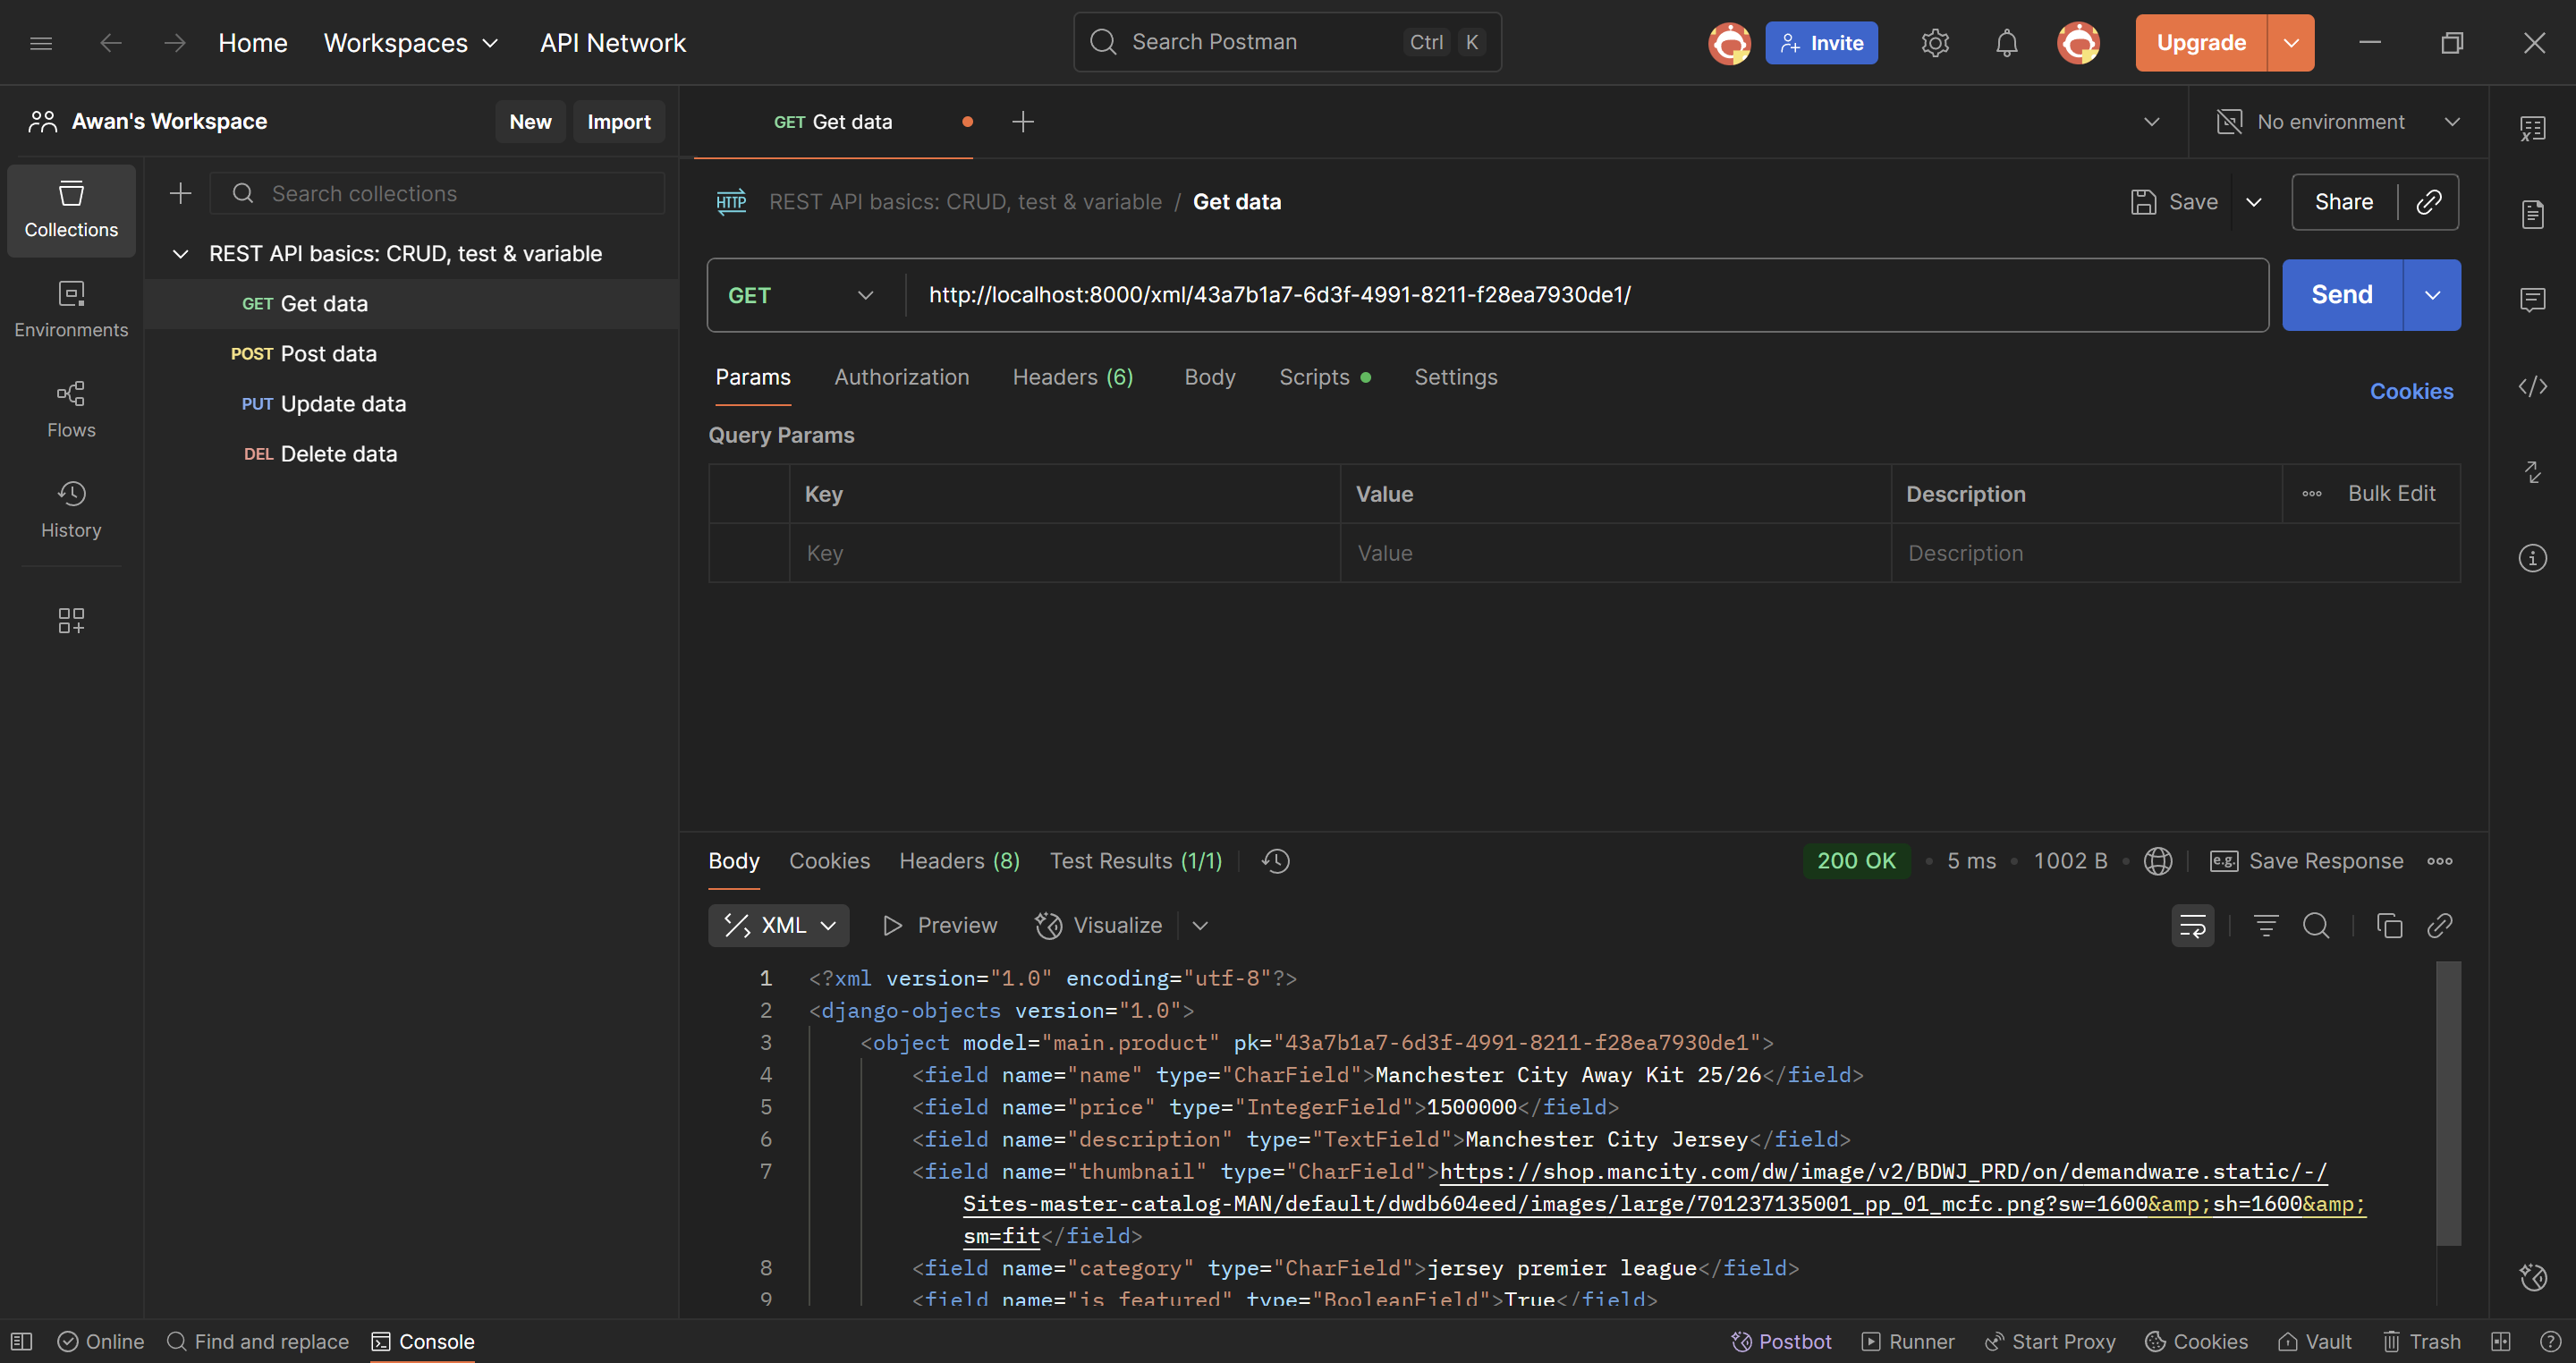 Home Workspaces API Network Search Postman Ctrl K Invite Upgrade
Awan's Workspace New Import GET Get data No environment
Collections
Environments
Flows
History
Search collections
REST API basics: CRUD, test & variable
GET Get data
POST Post data
PUT Update data
DEL Delete data
HTTP REST API basics: CRUD, test & variable / Get data Save Share
GET http://localhost:8000/xml/43a7b1a7-6d3f-4991-8211-f28ea7930de1/ Send
Params Authorization Headers (6) Body Scripts Settings Cookies
Query Params
Key Value Description Bulk Edit
Key Value Description
Body Cookies Headers (8) Test Results (1/1) 200 OK • 5 ms • 1002 B • e.g. Save Response
XML Preview Visualize
1 <?xml version="1.0" encoding="utf-8"?>
2 <django-objects version="1.0">
3 <object model="main.product" pk="43a7b1a7-6d3f-4991-8211-f28ea7930de1">
4 <field name="name" type="CharField">Manchester City Away Kit 25/26</field>
5 <field name="price" type="IntegerField">1500000</field>
6 <field name="description" type="TextField">Manchester City Jersey</field>
7 <field name="thumbnail" type="CharField">https://shop.mancity.com/dw/image/v2/BDWJ_PRD/on/demandware.static/-/
Sites-master-catalog-MAN/default/dwdb604eed/images/large/701237135001_pp_01_mcfc.png?sw=1600&amp;sh=1600&amp;
sm=fit</field>
8 <field name="category" type="CharField">jersey premier league</field>
9 <field name="is_featured" type="BooleanField">True</field>
Online Find and replace Console Postbot Runner Start Proxy Cookies Vault Trash